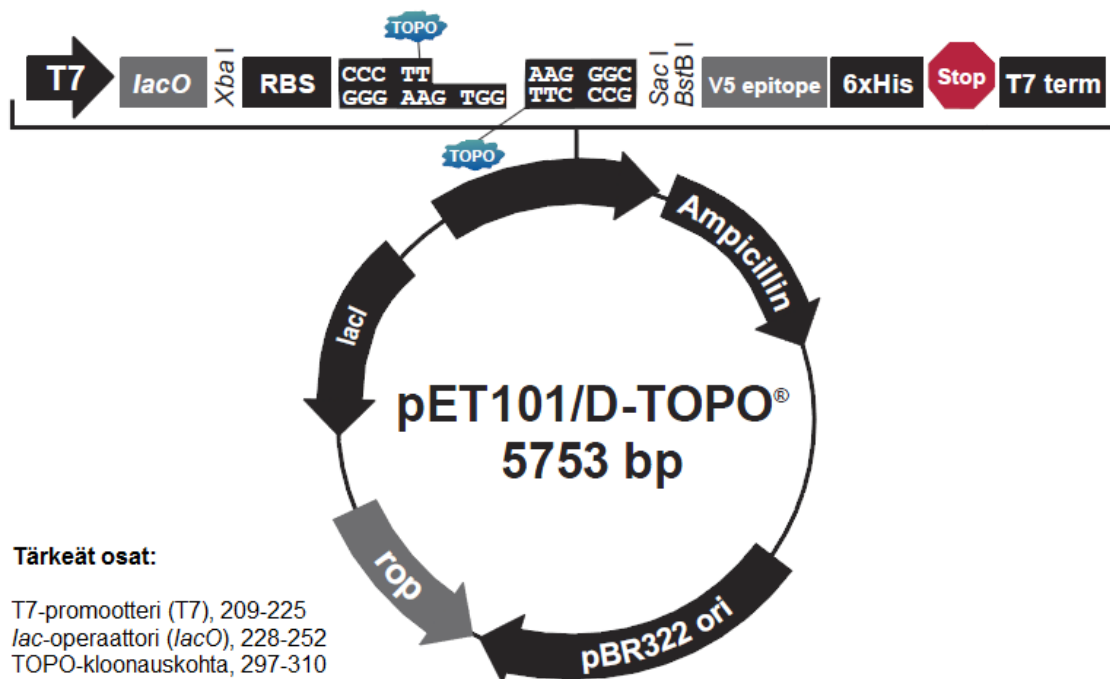 TOPO
T7 lacO Xba I RBS CCC TT AAG GGC Sac I BstB I V5 epitope 6xHis Stop T7 term
GGG AAG TGG TTC CCG
TOPO
Ampicillin
lacI
pET101/D-TOPO®
5753 bp
rop
pBR322 ori
Tärkeät osat:
T7-promootteri (T7), 209-225
lac-operaattori (lacO), 228-252
TOPO-kloonauskohta, 297-310